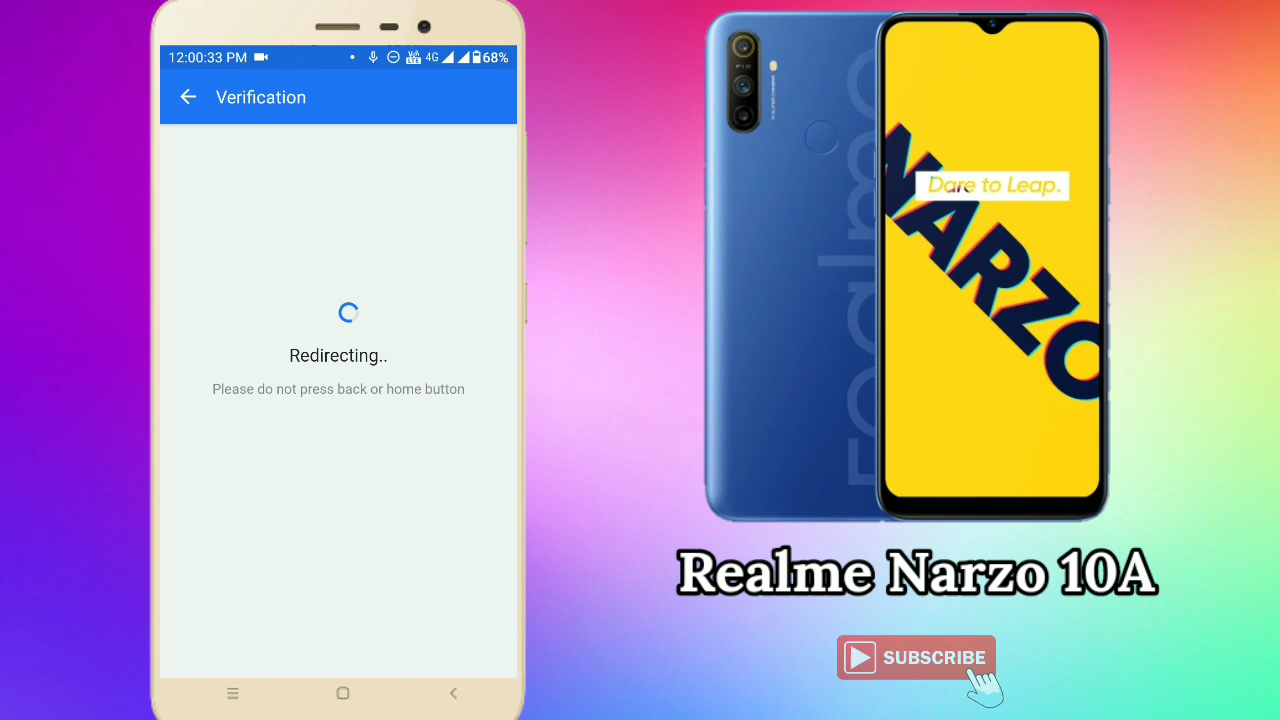 12:00:33 PM
4G
68%
Verification
Redirecting..
Please do not press back or home button
realme
Dare to Leap.
NARZO
Realme Narzo 10A
SUBSCRIBE